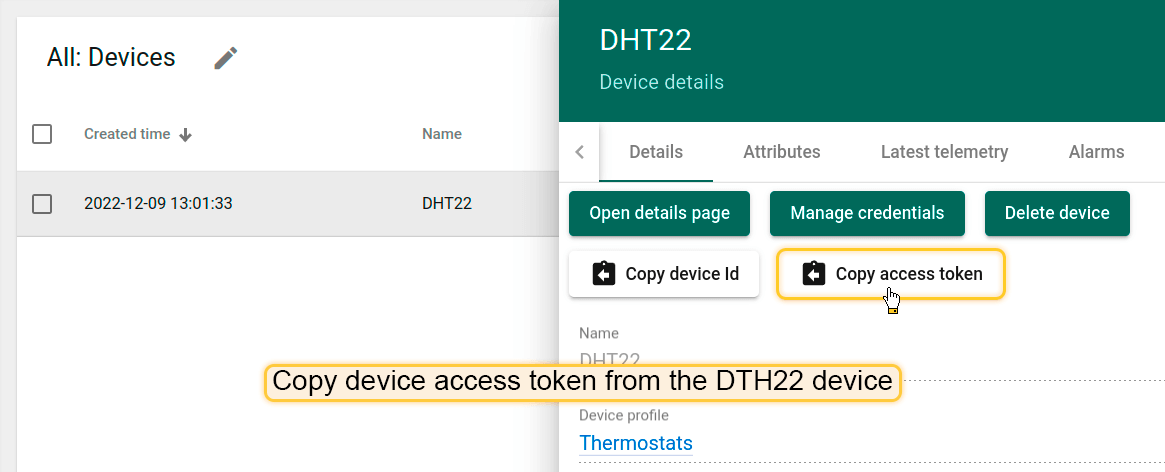 All: Devices
Created time
Name
2022-12-09 13:01:33
DHT22
DHT22
Device details
Details
Attributes
Latest telemetry
Alarms
Open details page
Manage credentials
Delete device
Copy device Id
Copy access token
Name
DHT22
Copy device access token from the DTH22 device
Device profile
Thermostats